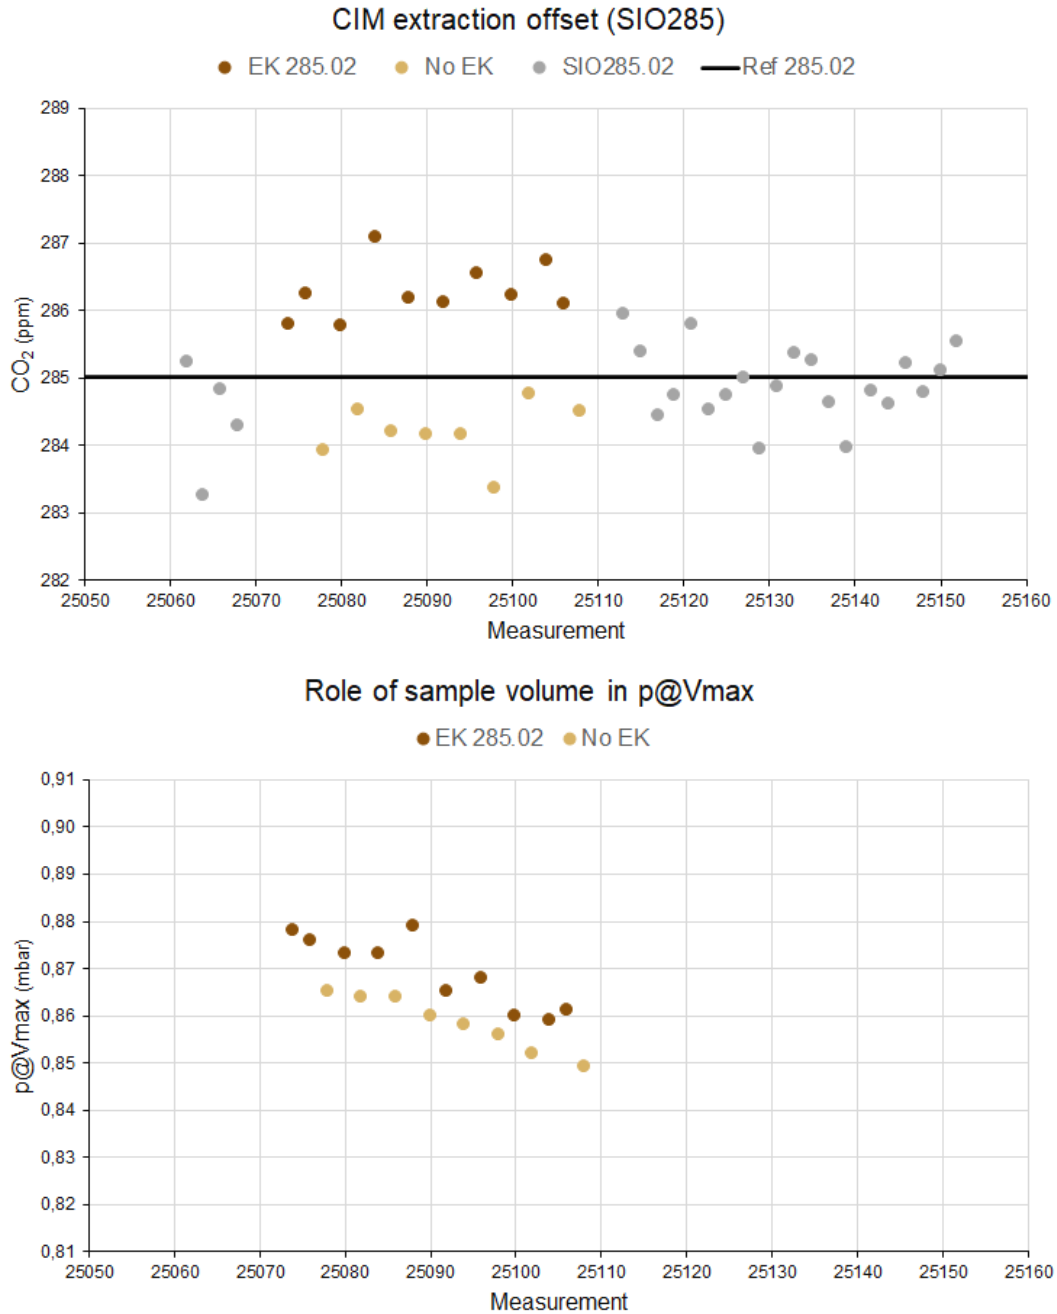 CIM extraction offset (SIO285)
EK 285.02 No EK SIO285.02 Ref 285.02
289
288
287
286
285
284
283
282
CO₂ (ppm)
25050 25060 25070 25080 25090 25100 25110 25120 25130 25140 25150 25160
Measurement
Role of sample volume in p@Vmax
EK 285.02 No EK
0,91
0,90
0,89
0,88
0,87
0,86
0,85
0,84
0,83
0,82
0,81
p@Vmax (mbar)
25050 25060 25070 25080 25090 25100 25110 25120 25130 25140 25150 25160
Measurement